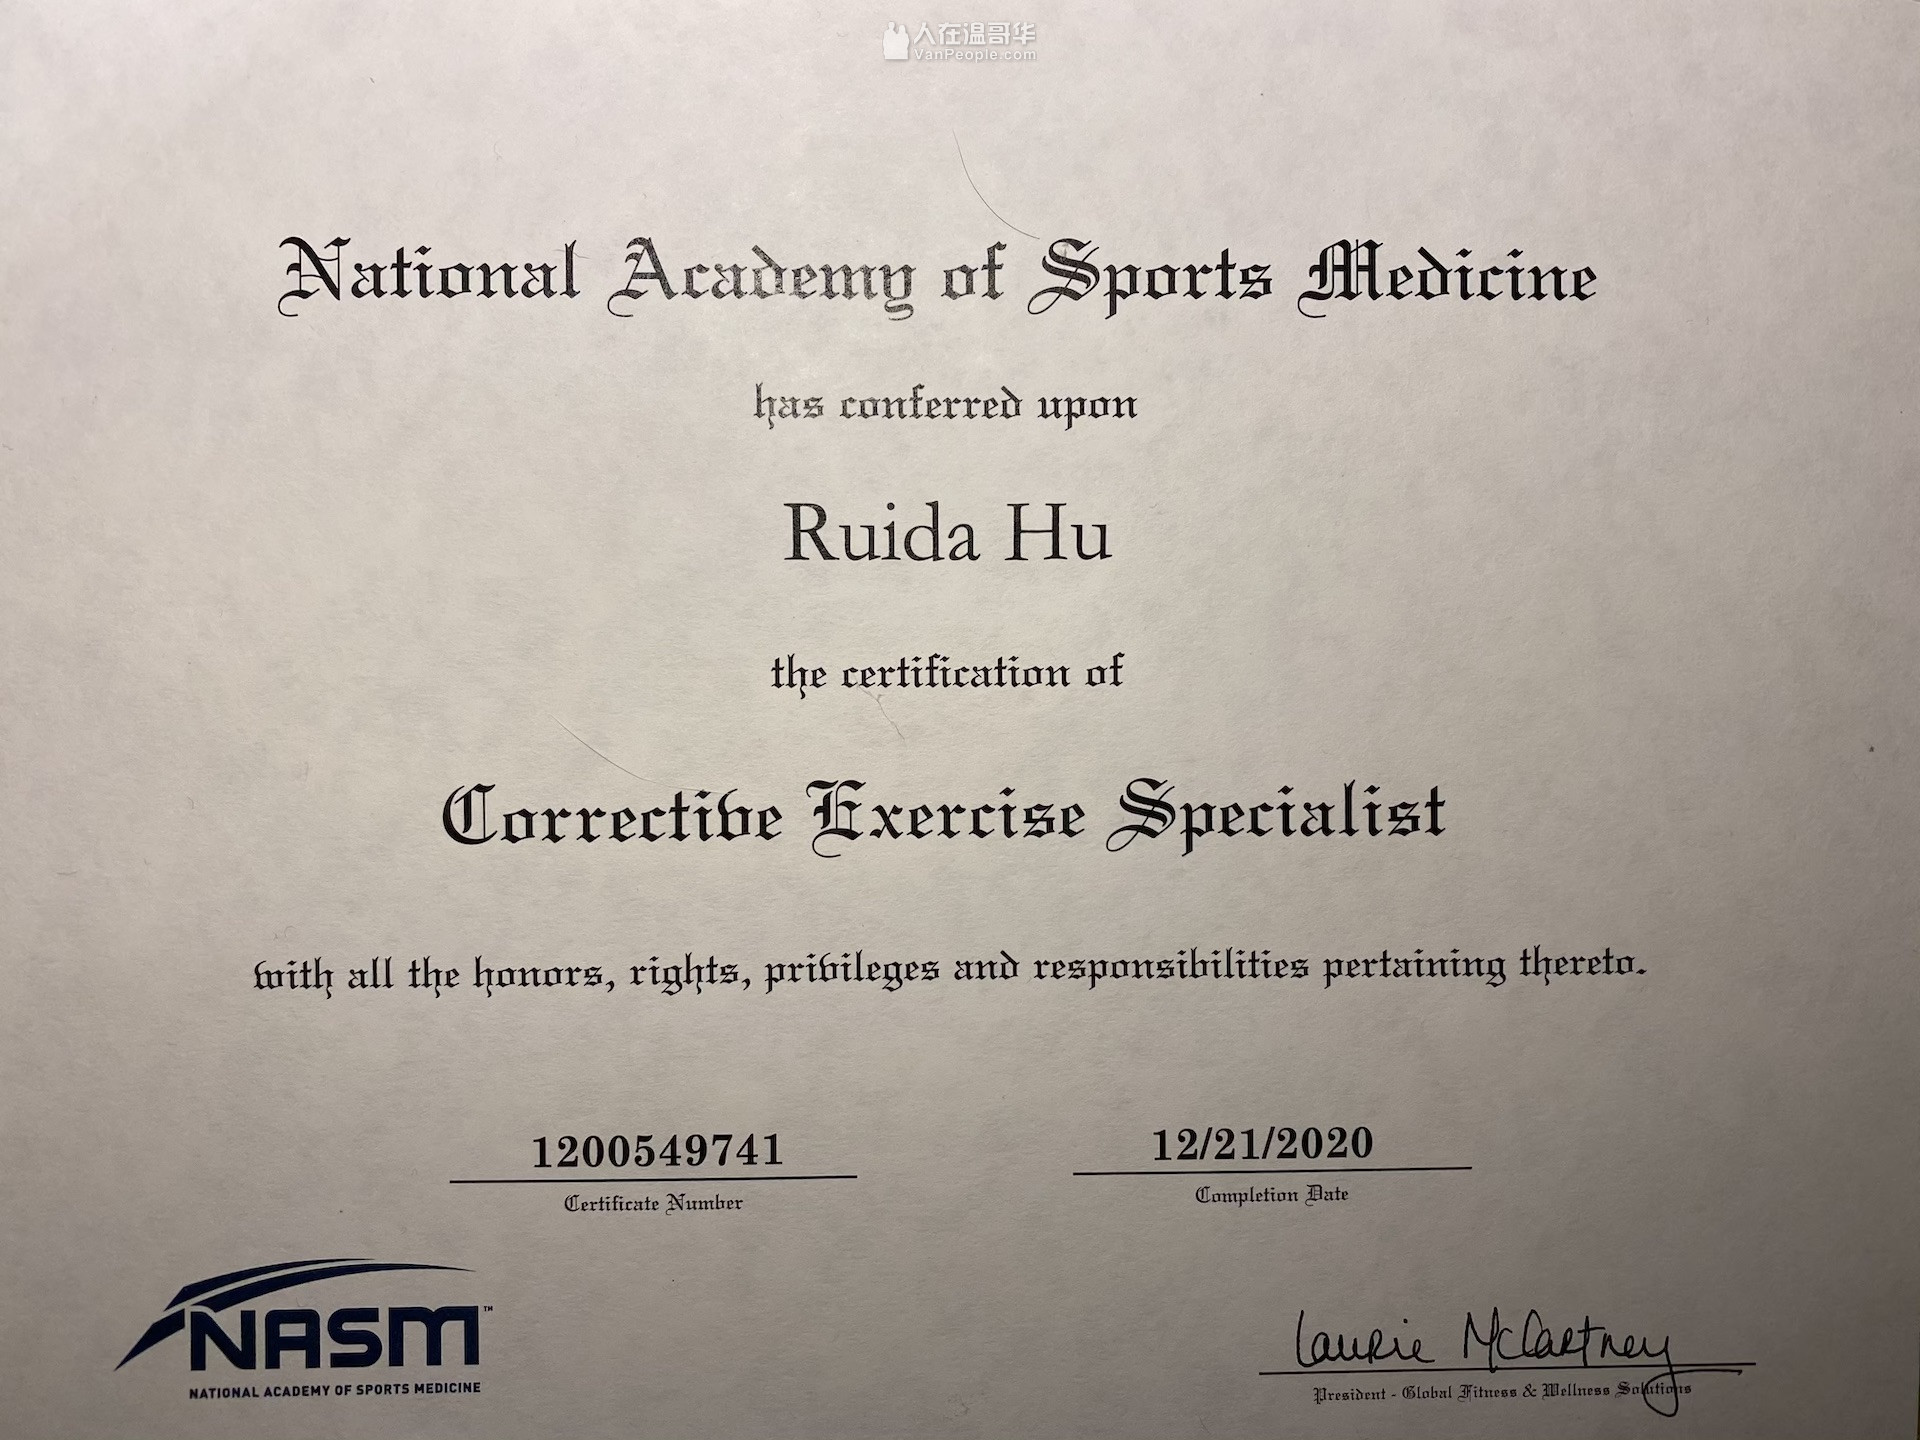 人在温哥华
VanPeople.com
National Academy of Sports Medicine
has conferred upon
Ruida Hu
the certification of
Corrective Exercise Specialist
with all the honors, rights, privileges and responsibilities pertaining thereto.
1200549741
Certificate Number
12/21/2020
Completion Date
NASM™
NATIONAL ACADEMY OF SPORTS MEDICINE
Laurie McCartney
President - Global Fitness & Wellness Solutions